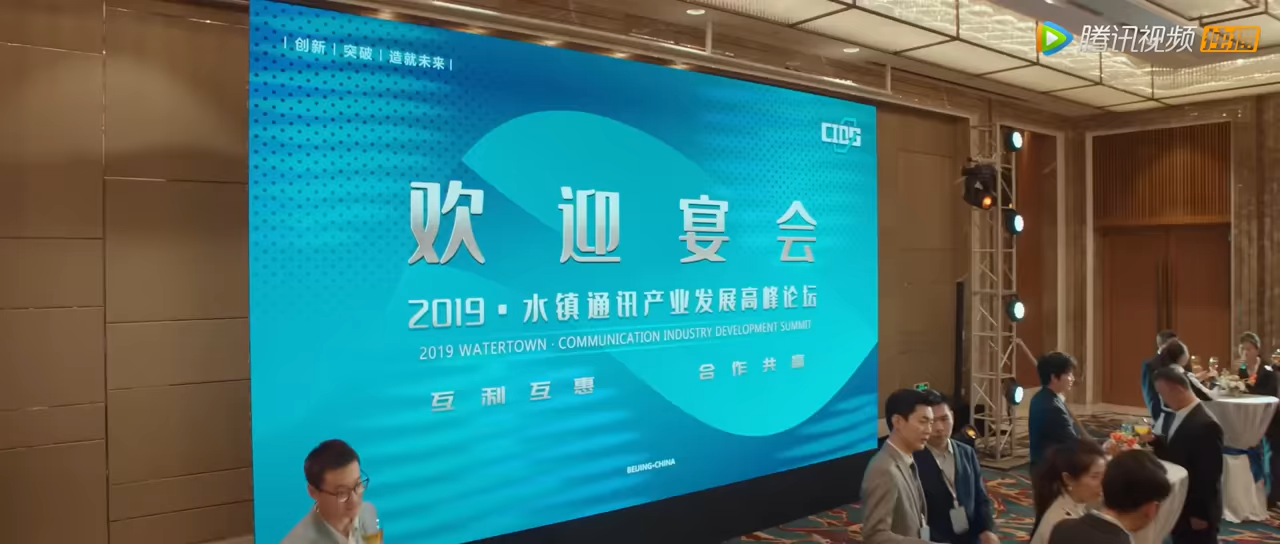 | 创新 | 突破 | 造就未来 |
腾讯视频 独播
CIDS
欢迎宴会
2019·水镇通讯产业发展高峰论坛
2019 WATERTOWN · COMMUNICATION INDUSTRY DEVELOPMENT SUMMIT
互利互惠 合作共赢
BEIJING·CHINA